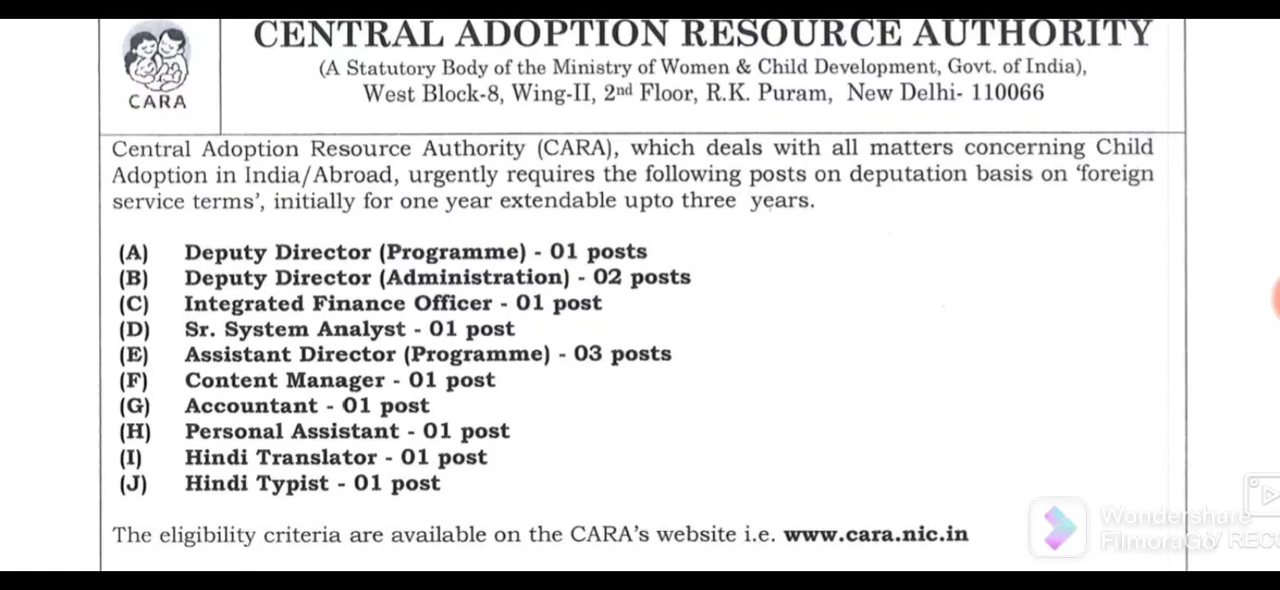 CENTRAL ADOPTION RESOURCE AUTHORITY
(A Statutory Body of the Ministry of Women & Child Development, Govt. of India),
West Block-8, Wing-II, 2nd Floor, R.K. Puram, New Delhi- 110066
CARA
Central Adoption Resource Authority (CARA), which deals with all matters concerning Child
Adoption in India/Abroad, urgently requires the following posts on deputation basis on ‘foreign
service terms’, initially for one year extendable upto three years.
(A) Deputy Director (Programme) - 01 posts
(B) Deputy Director (Administration) - 02 posts
(C) Integrated Finance Officer - 01 post
(D) Sr. System Analyst - 01 post
(E) Assistant Director (Programme) - 03 posts
(F) Content Manager - 01 post
(G) Accountant - 01 post
(H) Personal Assistant - 01 post
(I) Hindi Translator - 01 post
(J) Hindi Typist - 01 post
The eligibility criteria are available on the CARA’s website i.e. www.cara.nic.in
Wondershare
FilmoraGo